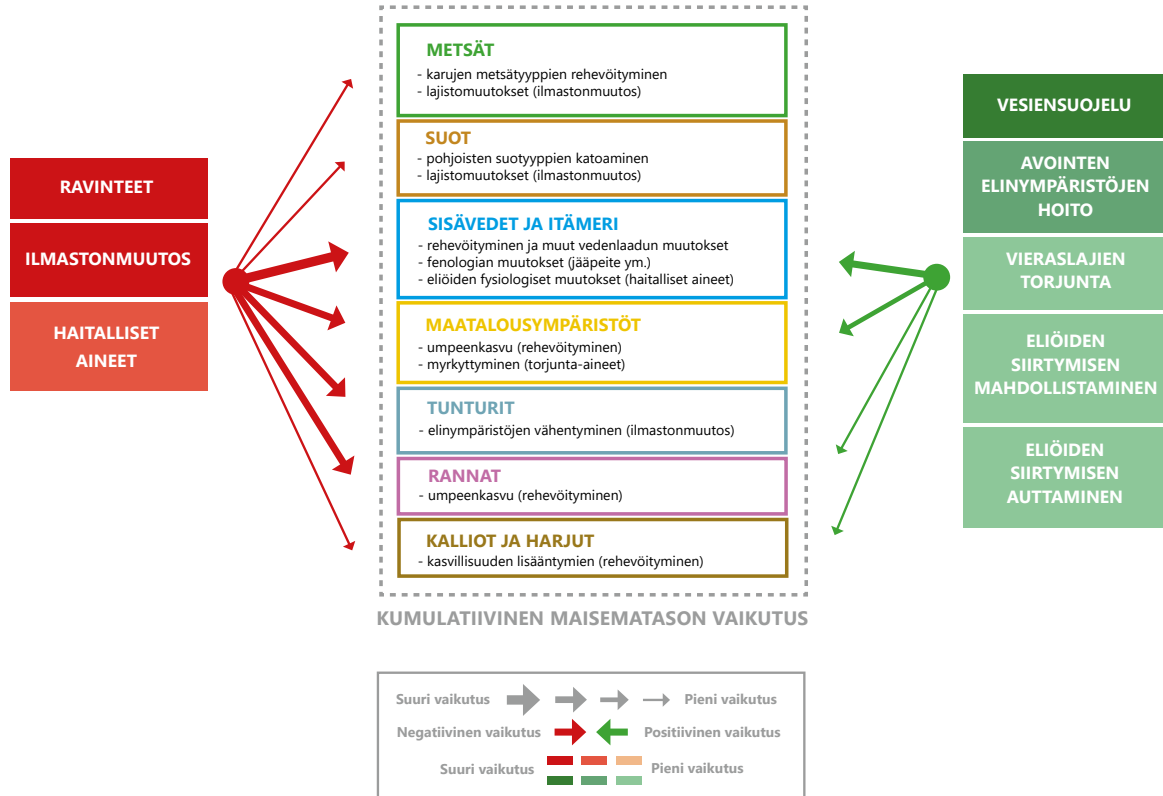 RAVINTEET
ILMASTONMUUTOS
HAITALLISET
AINEET
METSÄT
- karujen metsätyyppien rehevöityminen
- lajistomuutokset (ilmastonmuutos)
SUOT
- pohjoisten suotyyppien katoaminen
- lajistomuutokset (ilmastonmuutos)
SISÄVEDET JA ITÄMERI
- rehevöityminen ja muut vedenlaadun muutokset
- fenologian muutokset (jääpeite ym.)
- eliöiden fysiologiset muutokset (haitalliset aineet)
MAATALOUSYMPÄRISTÖT
- umpeenkasvu (rehevöityminen)
- myrkyttyminen (torjunta-aineet)
TUNTURIT
- elinympäristöjen vähentyminen (ilmastonmuutos)
RANNAT
- umpeenkasvu (rehevöityminen)
KALLIOT JA HARJUT
- kasvillisuuden lisääntymien (rehevöityminen)
KUMULATIIVINEN MAISEMATASON VAIKUTUS
VESIENSUOJELU
AVOINTEN
ELINYMPÄRISTÖJEN
HOITO
VIERASLAJIEN
TORJUNTA
ELIÖIDEN
SIIRTYMISEN
MAHDOLLISTAMINEN
ELIÖIDEN
SIIRTYMISEN
AUTTAMINEN
Suuri vaikutus Pieni vaikutus
Negatiivinen vaikutus Positiivinen vaikutus
Suuri vaikutus Pieni vaikutus